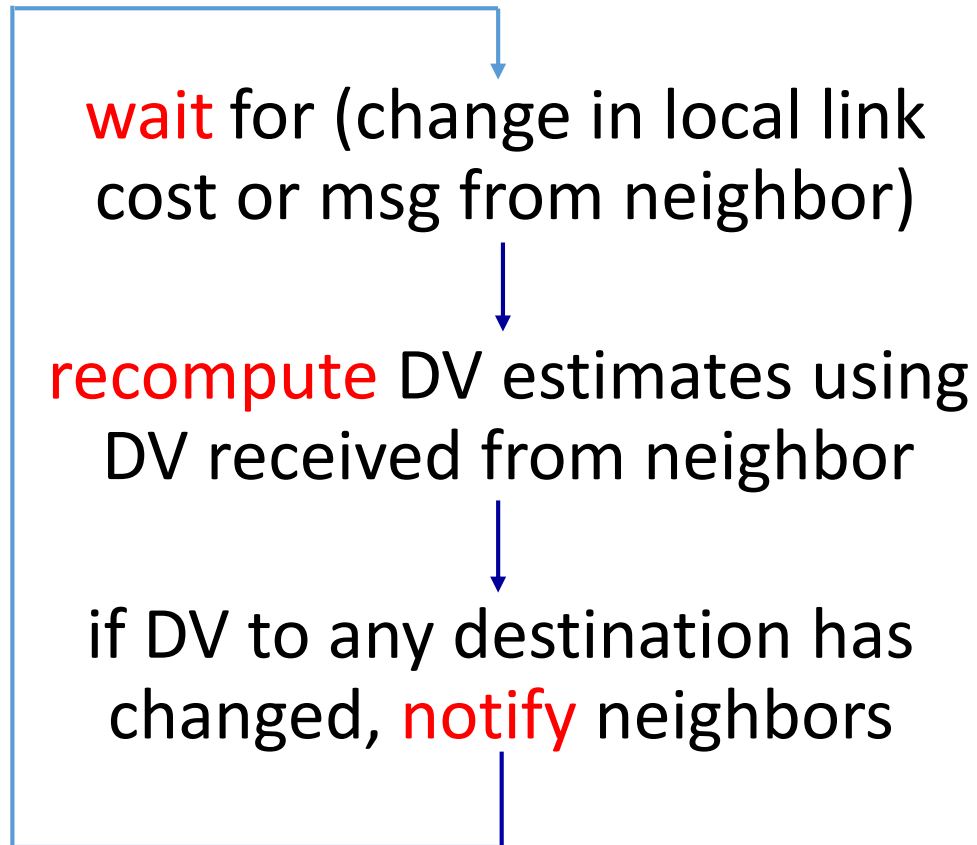 wait for (change in local link
cost or msg from neighbor)
recompute DV estimates using
DV received from neighbor
if DV to any destination has
changed, notify neighbors